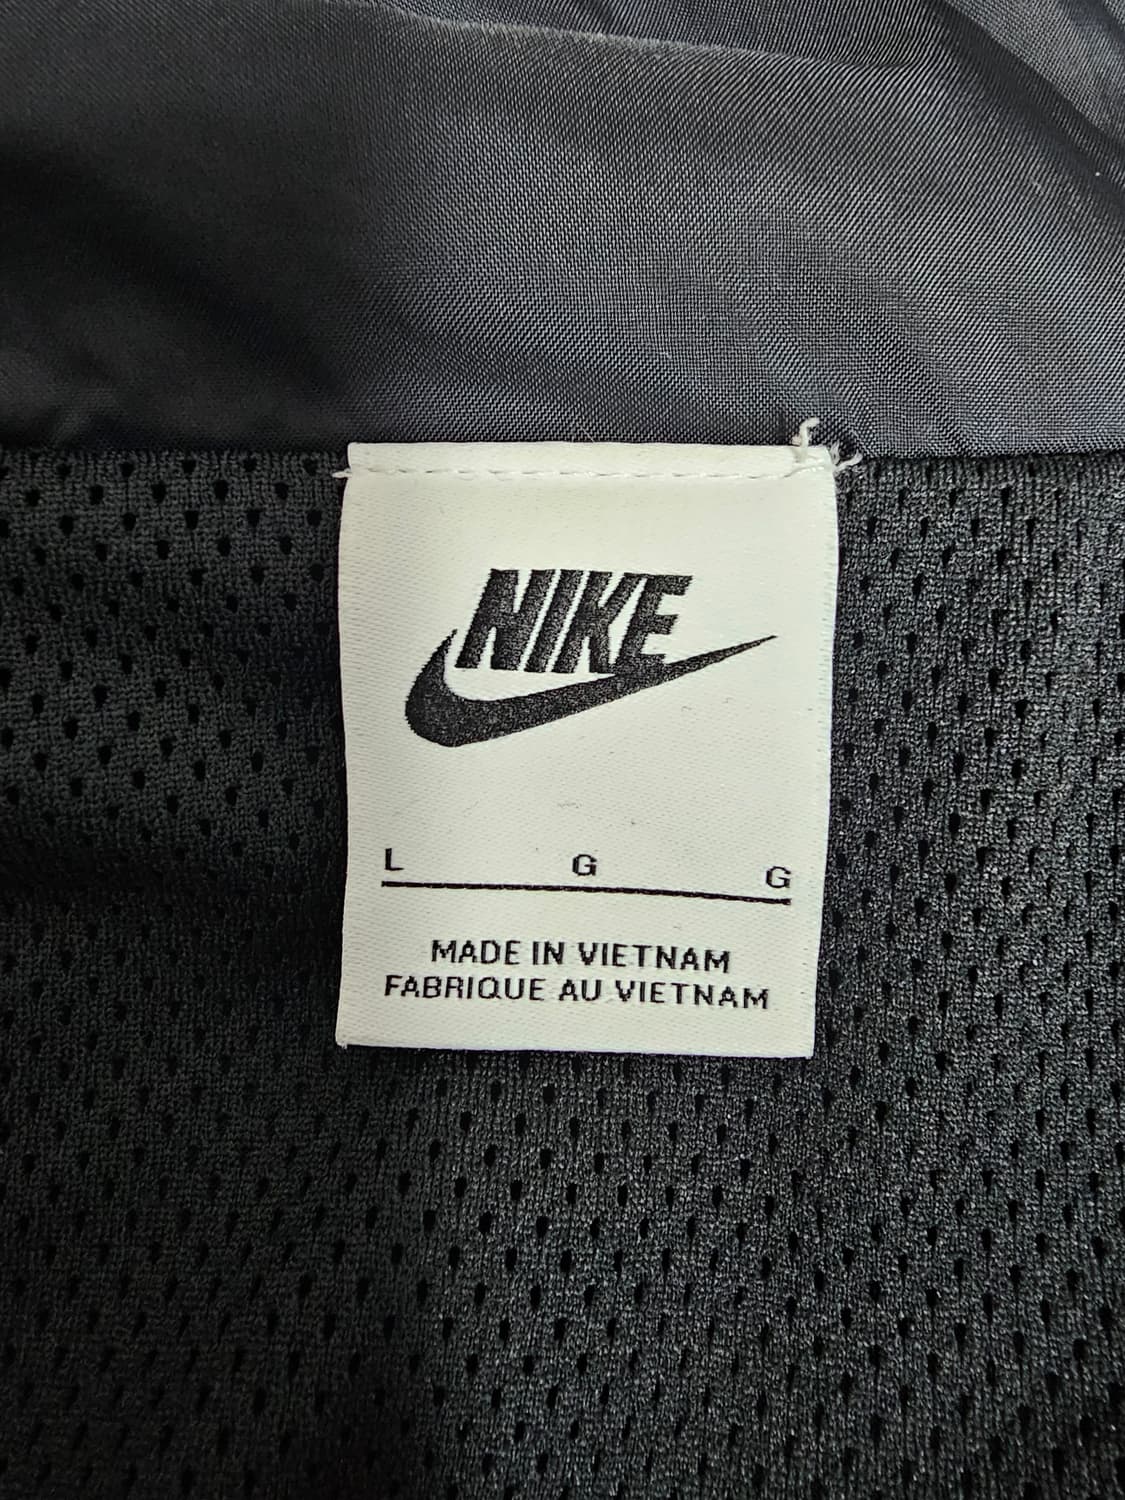 NIKE
L G G
MADE IN VIETNAM
FABRIQUE AU VIETNAM